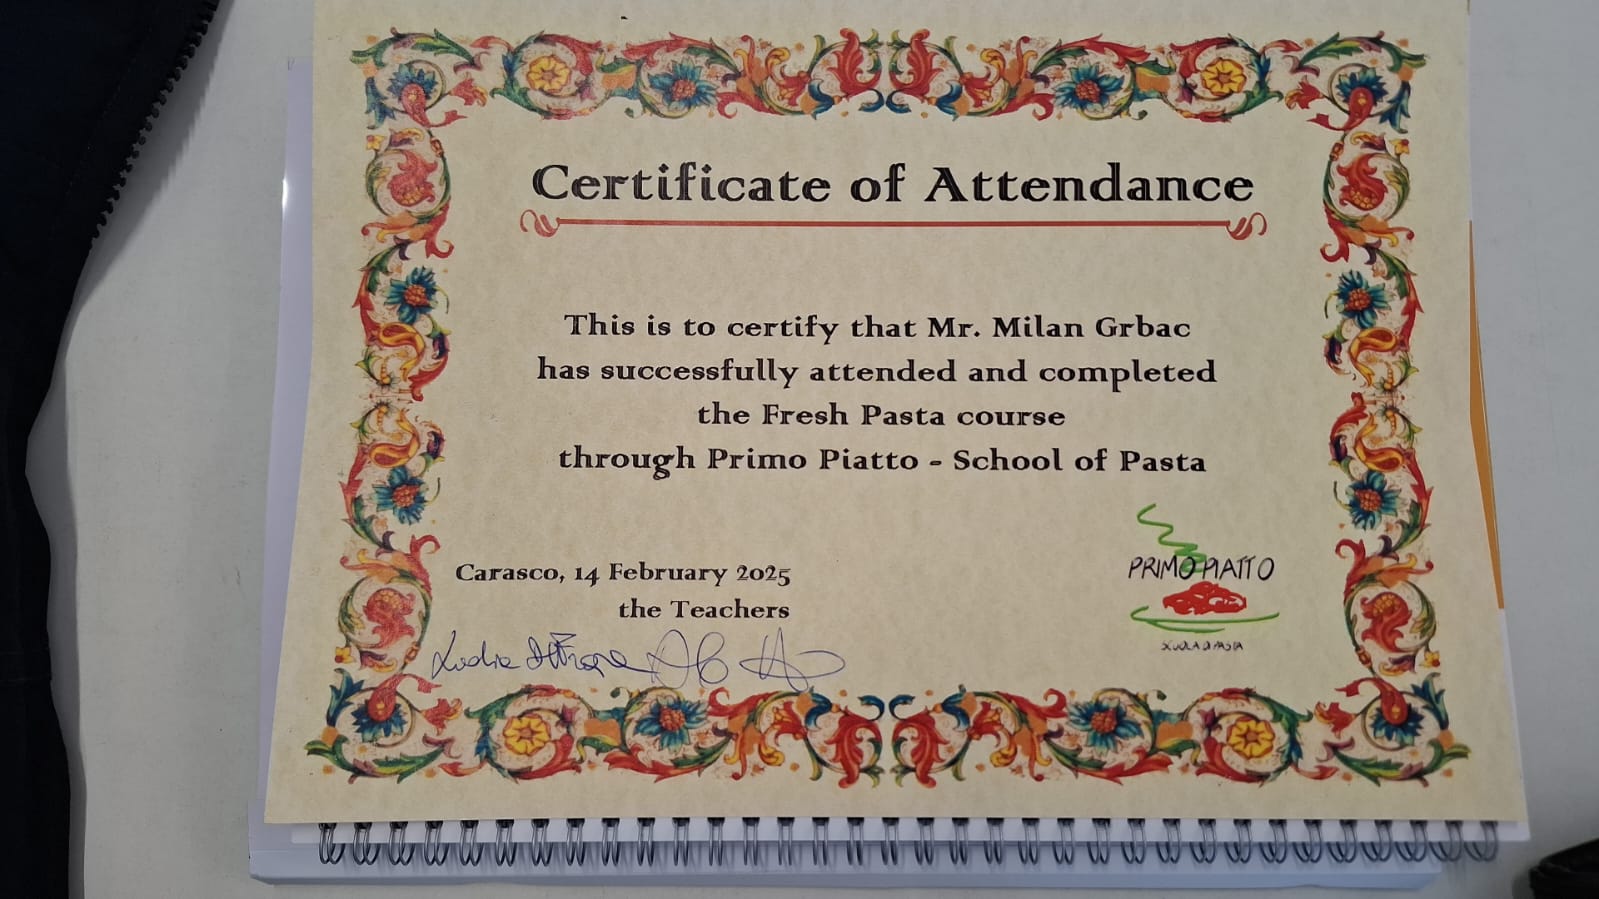 Certificate of Attendance
This is to certify that Mr. Milan Grbac
has successfully attended and completed
the Fresh Pasta course
through Primo Piatto - School of Pasta
Carasco, 14 February 2025
the Teachers
PRIMO PIATTO
SCUOLA DI PASTA